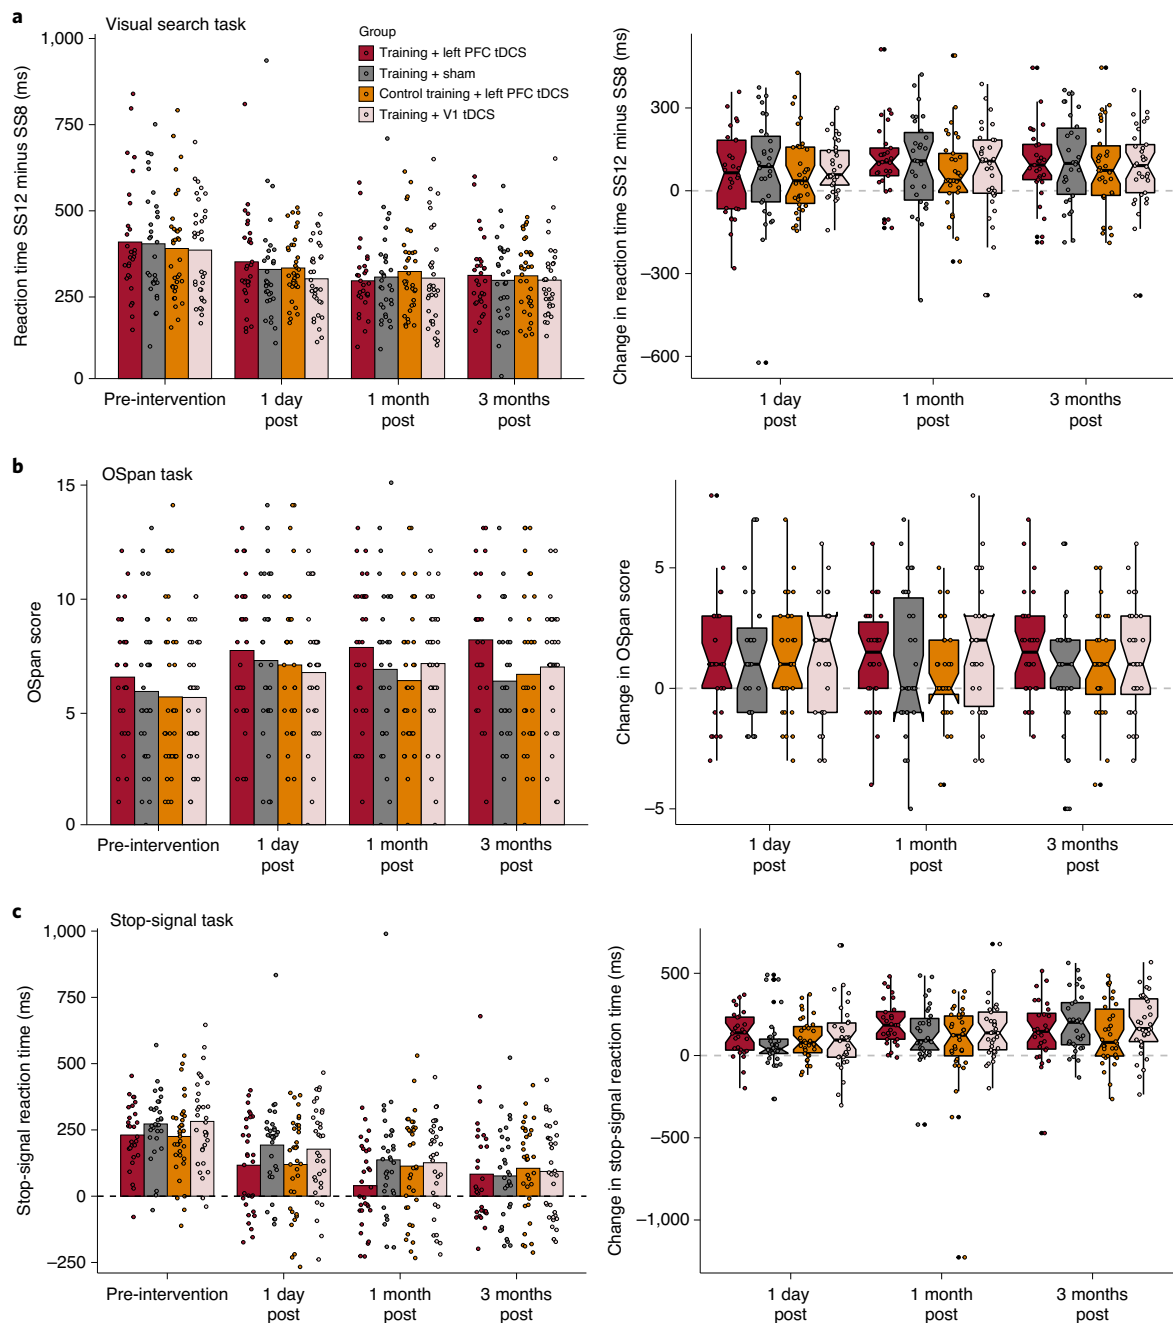 a
Visual search task
Reaction time SS12 minus SS8 (ms)
1,000
750
500
250
0
Pre-intervention
1 day
post
1 month
post
3 months
post
Group
Training + left PFC tDCS
Training + sham
Control training + left PFC tDCS
Training + V1 tDCS
Change in reaction time SS12 minus SS8 (ms)
300
0
–300
–600
1 day
post
1 month
post
3 months
post
b
OSpan task
OSpan score
15
10
5
0
Pre-intervention
1 day
post
1 month
post
3 months
post
Change in OSpan score
5
0
–5
1 day
post
1 month
post
3 months
post
c
Stop-signal task
Stop-signal reaction time (ms)
1,000
750
500
250
0
–250
Pre-intervention
1 day
post
1 month
post
3 months
post
Change in stop-signal reaction time (ms)
500
0
–500
–1,000
1 day
post
1 month
post
3 months
post